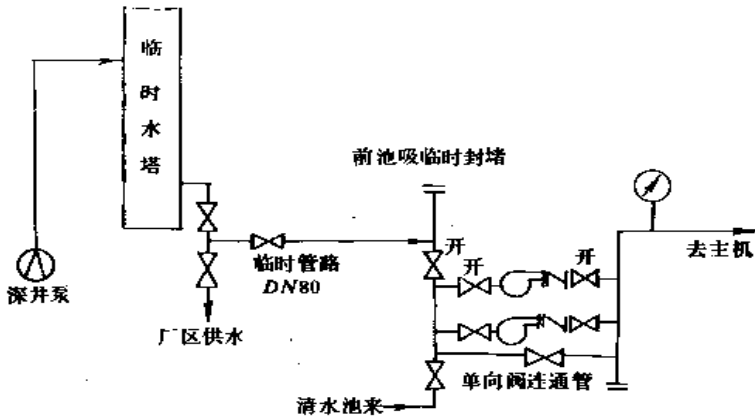 临时水塔
前池吸临时封堵
开
开
开
去主机
临时管路
DN80
深井泵
厂区供水
单向阀连通管
清水池来